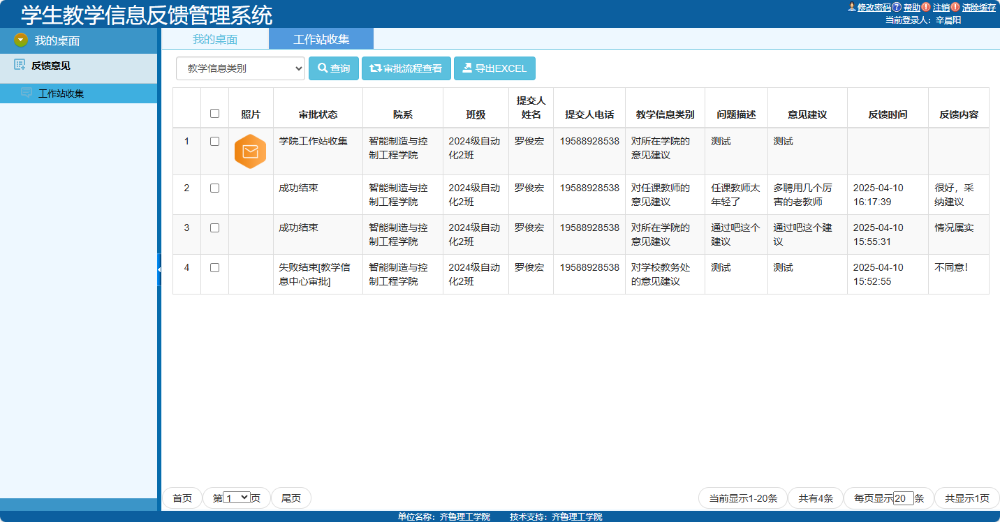 学生教学信息反馈管理系统
修改密码 帮助 注销 清除缓存
当前登录人：辛晨阳
我的桌面
反馈意见
工作站收集
我的桌面 工作站收集
教学信息类别 查询 审批流程查看 导出EXCEL
照片 审批状态 院系 班级 提交人姓名 提交人电话 教学信息类别 问题描述 意见建议 反馈时间 反馈内容
1 学院工作站收集 智能制造与控制工程学院 2024级自动化2班 罗俊宏 19588928538 对所在学院的意见建议 测试 测试
2 成功结束 智能制造与控制工程学院 2024级自动化2班 罗俊宏 19588928538 对任课教师的意见建议 任课教师太年轻了 多聘用几个厉害的老教师 2025-04-10 16:17:39 很好，采纳建议
3 成功结束 智能制造与控制工程学院 2024级自动化2班 罗俊宏 19588928538 对所在学院的意见建议 通过吧这个建议 通过吧这个建议 2025-04-10 15:55:31 情况属实
4 失败结束[教学信息中心审批] 智能制造与控制工程学院 2024级自动化2班 罗俊宏 19588928538 对学校教务处的意见建议 测试 测试 2025-04-10 15:52:55 不同意！
首页 第1页 尾页 当前显示1-20条 共有4条 每页显示20条 共显示1页
单位名称：齐鲁理工学院 技术支持：齐鲁理工学院